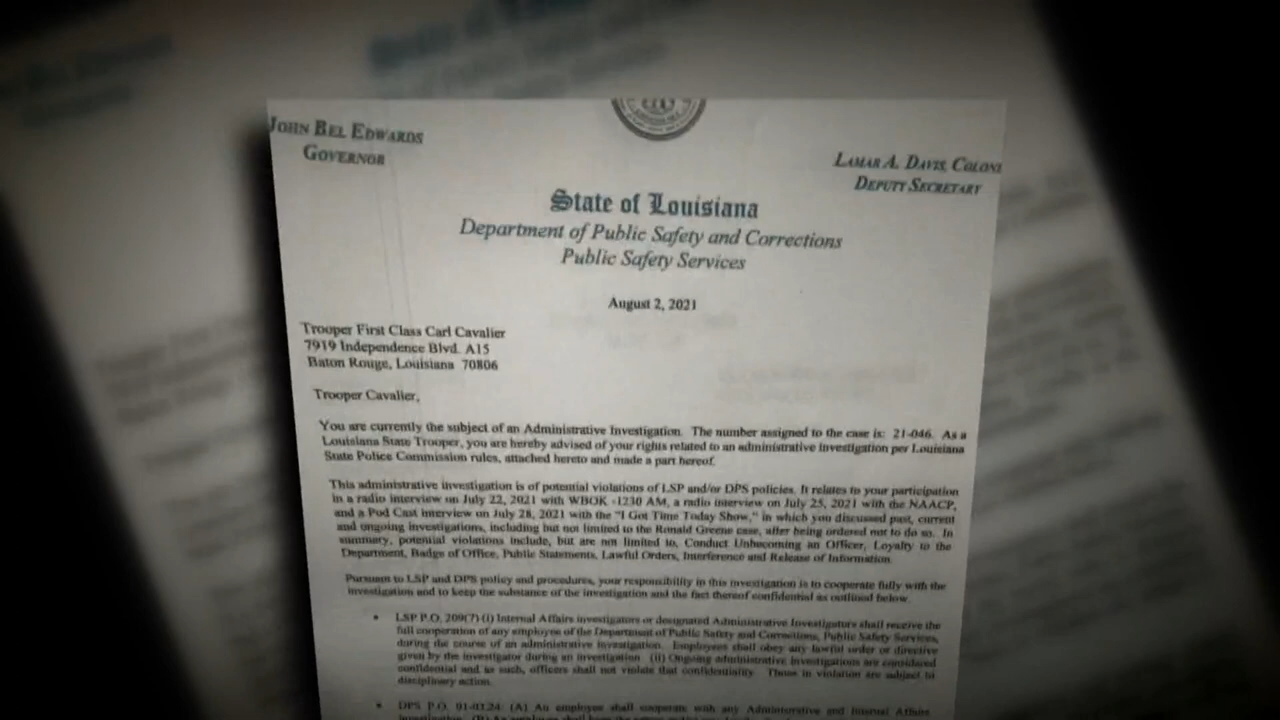 JOHN BEL EDWARDS
GOVERNOR
LAMAR A. DAVIS, COLONE
DEPUTY SECRETARY
State of Louisiana
Department of Public Safety and Corrections
Public Safety Services
August 2, 2021
Trooper First Class Carl Cavalier
7919 Independence Blvd. A15
Baton Rouge, Louisiana 70806
Trooper Cavalier,
You are currently the subject of an Administrative Investigation. The number assigned to the case is: 21-046. As a
Louisiana State Trooper, you are hereby advised of your rights related to an administrative investigation per Louisiana
State Police Commission rules, attached hereto and made a part hereof.
This administrative investigation is of potential violations of LSP and/or DPS policies. It relates to your participation
in a radio interview on July 22, 2021 with WBOK -1230 AM, a radio interview on July 25, 2021 with the NAACP,
and a Pod Cast interview on July 28, 2021 with the "I Got Time Today Show," in which you discussed past, current
and ongoing investigations, including but not limited to the Ronald Greene case, after being ordered not to do so. In
summary, potential violations include, but are not limited to, Conduct Unbecoming an Officer, Loyalty to the
Department, Badge of Office, Public Statements, Lawful Orders, Interference and Release of Information.
Pursuant to LSP and DPS policy and procedures, your responsibility in this investigation is to cooperate fully with the
investigation and to keep the substance of the investigation and the fact thereof confidential as outlined below.
• LSP P.O. 209(7) (i) Internal Affairs investigators or designated Administrative Investigators shall receive the
full cooperation of any employee of the Department of Public Safety and Corrections, Public Safety Services,
during the course of an administrative investigation. Employees shall obey any lawful order or directive
given by the investigator during an investigation. (ii) Ongoing administrative investigations are considered
confidential and as such, officers shall not violate that confidentiality. Those in violation are subject to
disciplinary action.
• DPS P.O. 01-01.24: (A) An employee shall cooperate with any Administrative and Internal Affairs